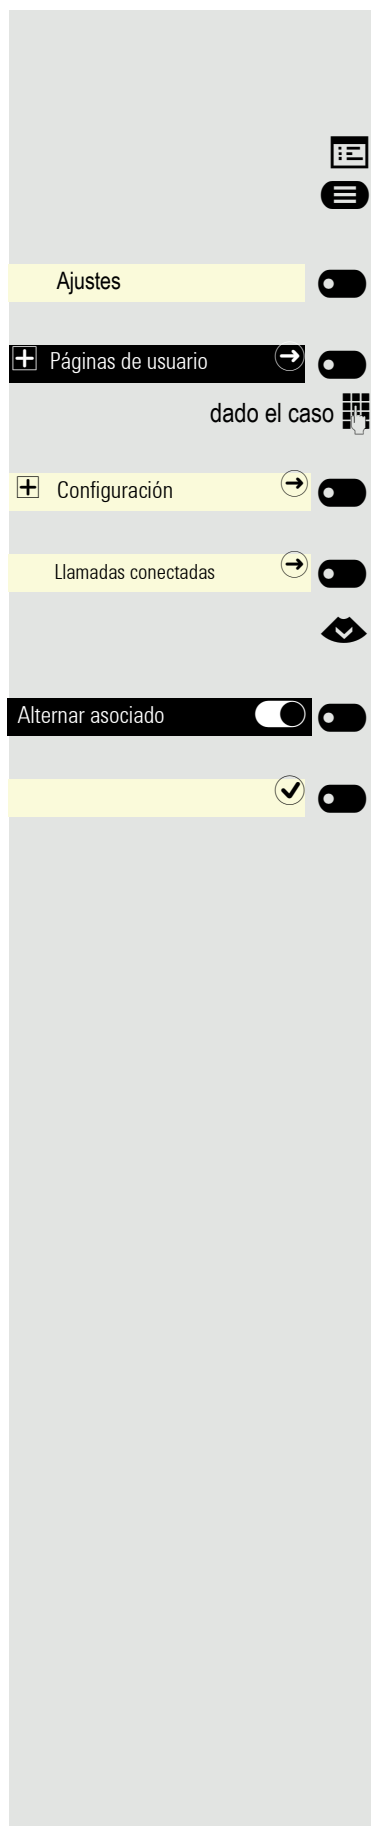 Ajustes
Páginas de usuario
dado el caso
Configuración
Llamadas conectadas
Alternar asociado